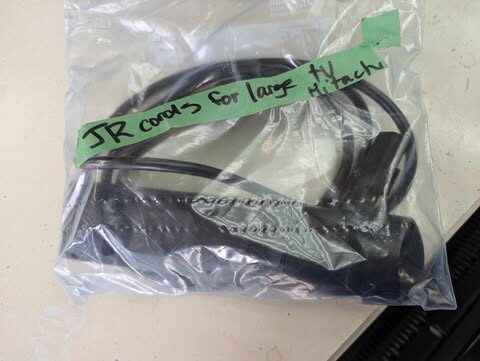 JR cords for large tv
Hitachi